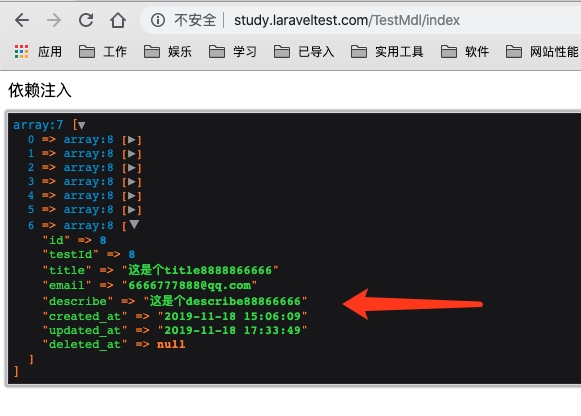 不安全 | study.laraveltest.com/TestMdl/index
应用 工作 娱乐 学习 已导入 实用工具 软件 网站性能
依赖注入
array:7 [▼
0 => array:8 [▶]
1 => array:8 [▶]
2 => array:8 [▶]
3 => array:8 [▶]
4 => array:8 [▶]
5 => array:8 [▶]
6 => array:8 [▼
"id" => 8
"testId" => 8
"title" => "这是个title8888866666"
"email" => "6666777888@qq.com"
"describe" => "这是个describe88866666"
"created_at" => "2019-11-18 15:06:09"
"updated_at" => "2019-11-18 17:33:49"
"deleted_at" => null
]
]